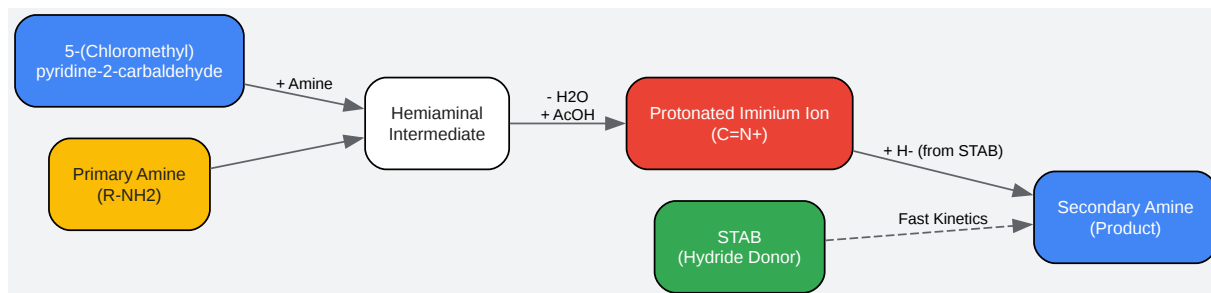 5-(Chloromethyl)
pyridine-2-carbaldehyde
+ Amine
Primary Amine
(R-NH2)
Hemiaminal
Intermediate
- H2O
+ AcOH
Protonated Iminium Ion
(C=N+)
+ H- (from STAB)
STAB
(Hydride Donor)
Fast Kinetics
Secondary Amine
(Product)